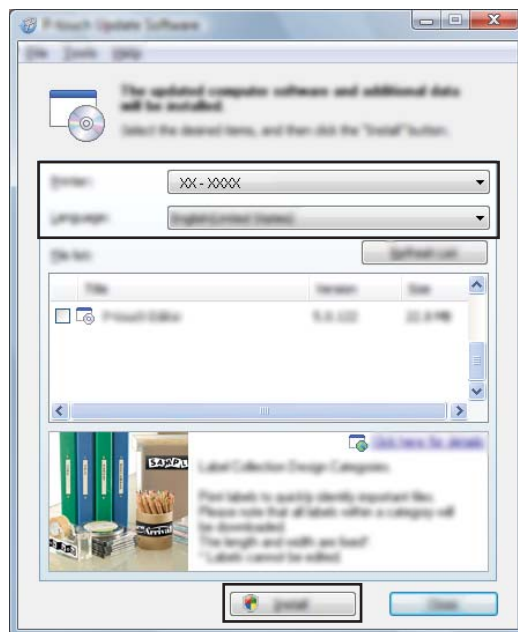 P-touch Update Software
File Tools Help
The updated computer software and additional data
will be installed.
Select the desired items, and then click the "Install" button.
Printer: XX - XXXX
Language: English(United States)
File list: Refresh List
Title Version Size
P-touch Editor 5.0.122 22.8 MB
Click here for details
SAMPLE
Label Collection Design Categories.
Print labels to quickly identify important files.
Please note that all labels within a category will
be downloaded.
The length and width are fixed*.
* Labels cannot be edited
Arrival
Install Close